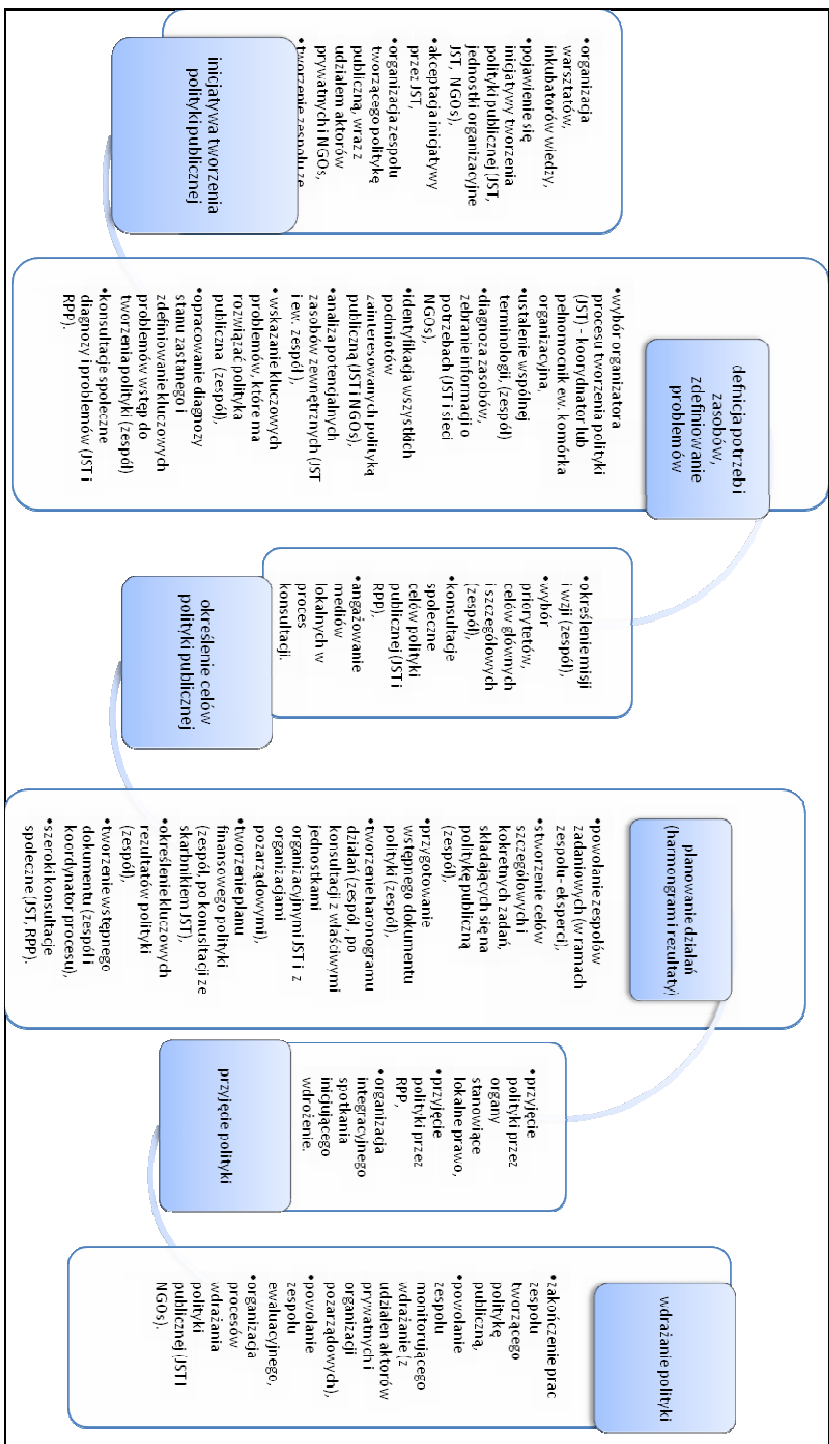 inicjatywa tworzenia
polityki publicznej
•organizacja
warsztatów,
inkubatorów wiedzy,
•pojawienie się
inicjatywy tworzenia
polityki publicznej (JST,
jednostki organizacyjne
JST, NGOs),
•akceptacja inicjatywy
przez JST,
•organizacja zespołu
tworzącego politykę
publiczną, wraz z
udziałem aktorów
prywatnych i NGOs,
•tworzenie zespołu ze
definicja potrzeb i
zasobów,
zdefiniowanie
problemów
•wybór organizatora
procesu tworzenia polityki
(JST) - koorydnator lub
pełnomocnik ew. komórka
organizacyjna,
•ustalenie wspólnej
terminologii, (zespół)
•diagnoza zasobów,
zebranie informacji o
potrzebach (JST i sieci
NGOs),
•identyfikacja wszystkich
podmiotów
zainteresowanych polityką
publiczną (JST i NGOs),
•analiza potencjalnych
zasobów zewnętrznych (JST
i ew. zespół),
•wskazanie kluczowych
problemów, które ma
rozwiązać polityka
publiczna (zespół),
•opracowanie diagnozy
stanu zastanego i
zdefiniowanie kluczowych
problemów wstęp do
tworzenia polityki (zespół)
•konsultacje społeczne
diagnozy i problemów (JST i
RPP).
określenie celów
polityki publicznej
•określenie misji
i wzji (zespół),
•wybór
priorytetów,
celów głównych
i szczegółowych
(zespół),
•konsultacje
społeczne
celów polityki
publicznej (JST i
RPP),
•angażowanie
mediów
lokalnych w
proces
konsultacji.
planowanie działań
(harmonogram i rezultaty)
•powołanie zespołów
zadaniowych (w ramach
zespołu- eksperci),
•stworzenie celów
szczegółowych i
kokretnych zadań,
składających się na
politykę publiczną
(zespół),
•przygotowanie
wstępnego dokumentu
polityki (zespół),
•tworzenie haronogramu
działań (zespół , po
konsultacji z właściwymi
jednostkami
organizacyjnymi JST i z
organizacjami
pozarządowymi),
•tworzenie planu
finansowego polityki
(zespół, po konusltacji ze
skarbnikiem JST),
•określenie kluczowych
rezultatów polityki
(zespół),
•tworzenie wstępnego
dokumentu (zespół i
koordynator procesu),
•szeroki konsultacje
społeczne (JST, RPP).
przyjęcie polityki
•przyjęcie
polityki przez
organy
stanowiące
lokalne prawo,
•przyjęcie
polityki przez
RPP,
•organizacja
integracyjnego
spotkania
inicjującego
wdrożenie.
wdrażanie polityki
•zakończenie prac
zespołu
tworzącego
politykę
publiczną,
•powołanie
zespołu
monitorującego
wdrażanie (z
udziałen aktorów
prywatnych i
organizacji
pozarządowych),
•powołanie
zespołu
ewaluacyjnego,
•organizacja
procesów
wdrażania
polityki
publicznej (JST I
NGOs).